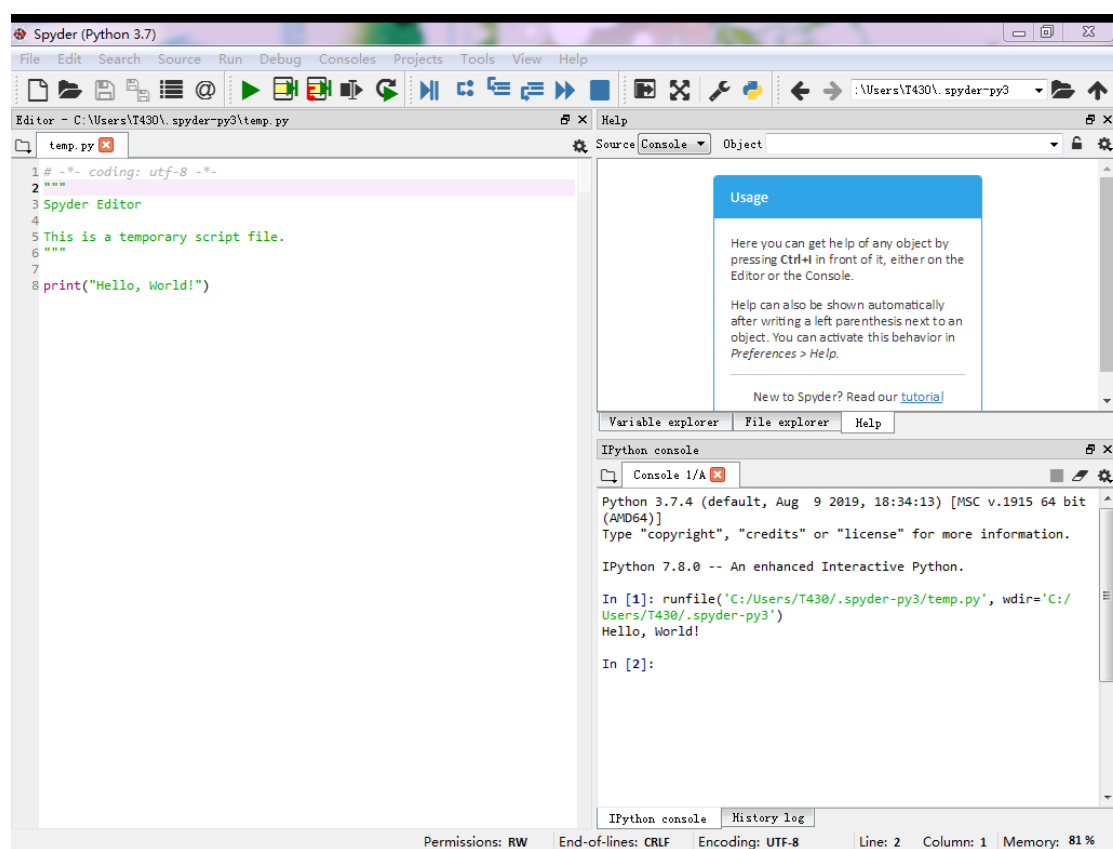 Spyder (Python 3.7)
File Edit Search Source Run Debug Consoles Projects Tools View Help
:\Users\T430\.spyder-py3
Editor - C:\Users\T430\.spyder-py3\temp.py
temp.py
1 # -*- coding: utf-8 -*-
2 """
3 Spyder Editor
4
5 This is a temporary script file.
6 """
7
8 print("Hello, World!")
Help
Source Console Object
Usage
Here you can get help of any object by
pressing Ctrl+I in front of it, either on the
Editor or the Console.
Help can also be shown automatically
after writing a left parenthesis next to an
object. You can activate this behavior in
Preferences > Help.
New to Spyder? Read our tutorial
Variable explorer File explorer Help
IPython console
Console 1/A
Python 3.7.4 (default, Aug  9 2019, 18:34:13) [MSC v.1915 64 bit
(AMD64)]
Type "copyright", "credits" or "license" for more information.
IPython 7.8.0 -- An enhanced Interactive Python.
In [1]: runfile('C:/Users/T430/.spyder-py3/temp.py', wdir='C:/
Users/T430/.spyder-py3')
Hello, World!
In [2]:
IPython console History log
Permissions: RW End-of-lines: CRLF Encoding: UTF-8 Line: 2 Column: 1 Memory: 81 %